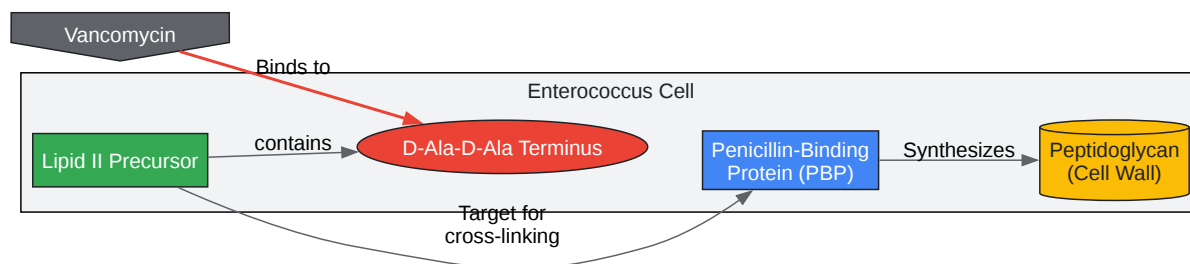 Vancomycin
Binds to
Enterococcus Cell
Lipid II Precursor
contains
D-Ala-D-Ala Terminus
Penicillin-Binding
Protein (PBP)
Synthesizes
Peptidoglycan
(Cell Wall)
Target for
cross-linking